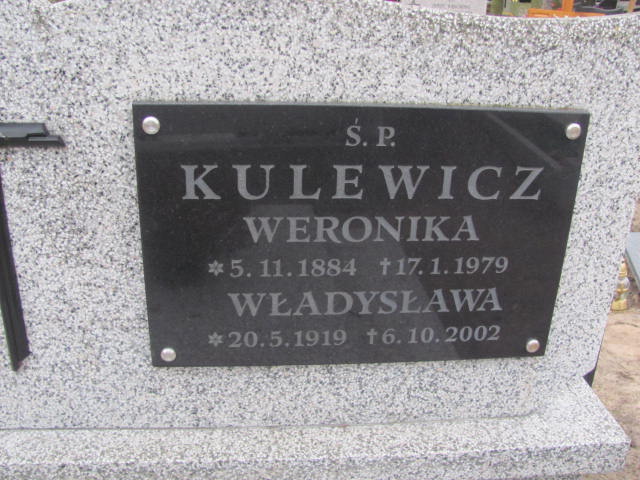 Ś. P.
KULEWICZ
WERONIKA
✡ 5. 11. 1884 † 17. 1. 1979
WŁADYSŁAWA
✡ 20. 5. 1919 † 6. 10. 2002